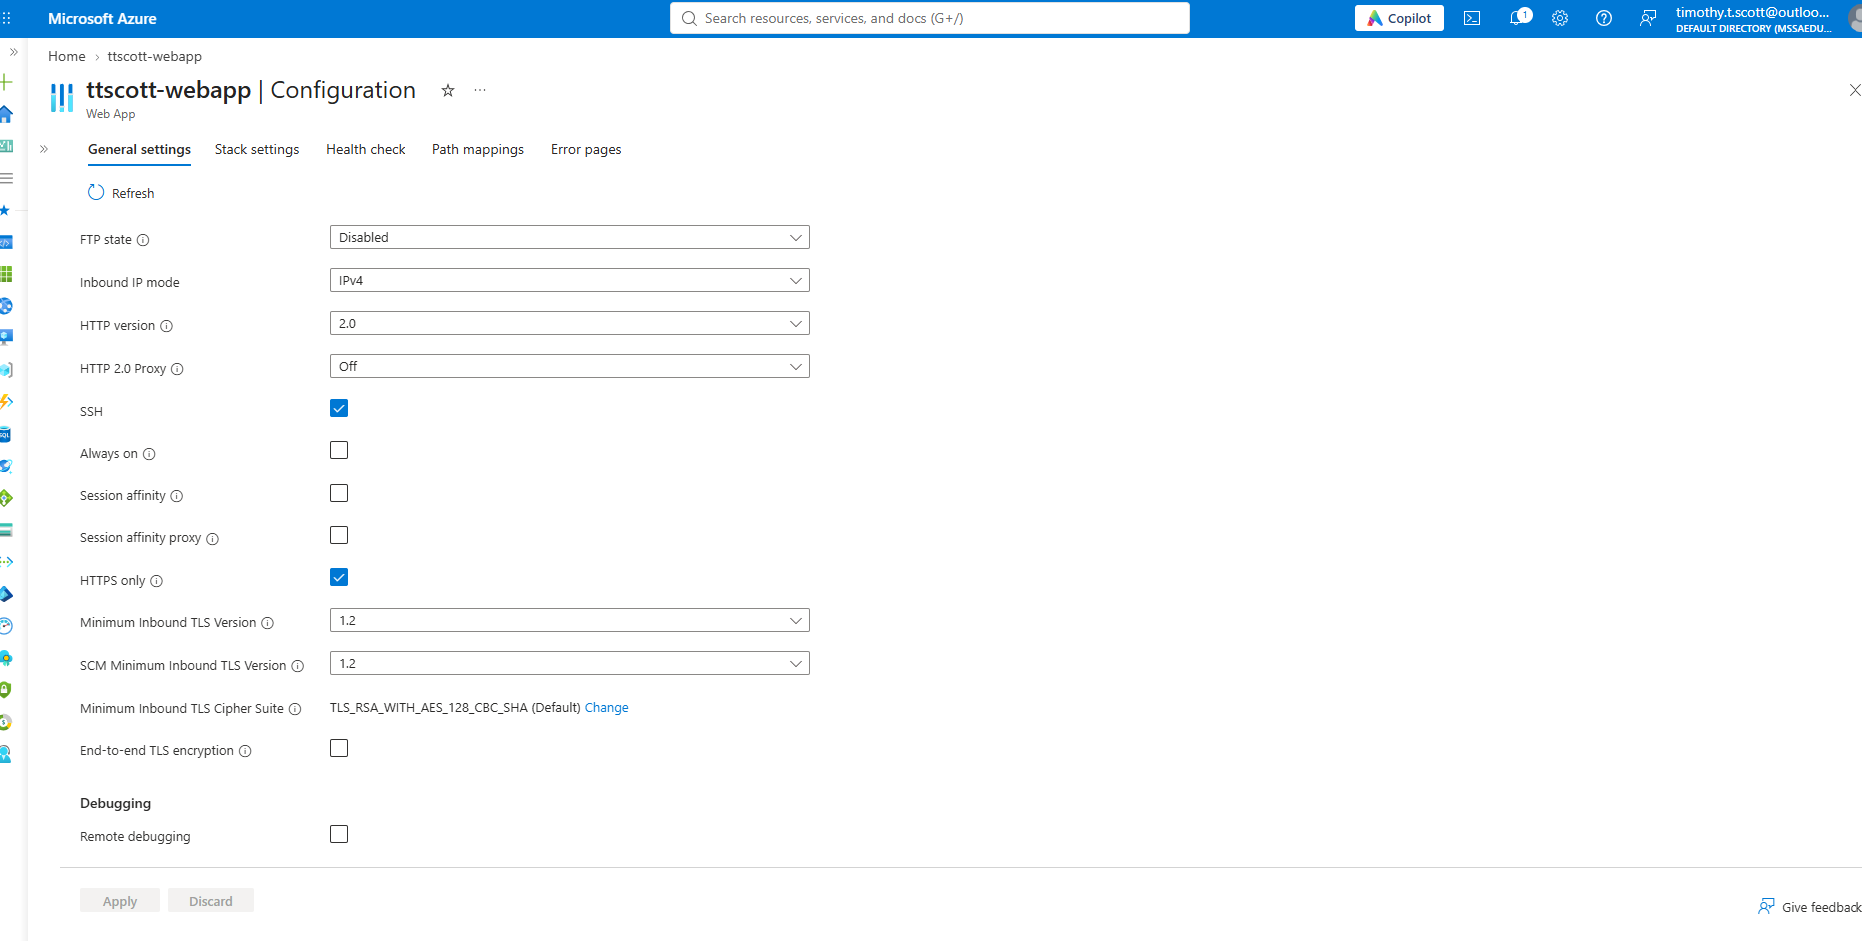 Microsoft Azure
Search resources, services, and docs (G+/)
Copilot
1
timothy.t.scott@outloo...
DEFAULT DIRECTORY (MSSAEDU...
Home > ttscott-webapp
ttscott-webapp | Configuration
Web App
General settings Stack settings Health check Path mappings Error pages
Refresh
FTP state Disabled
Inbound IP mode IPv4
HTTP version 2.0
HTTP 2.0 Proxy Off
SSH
Always on
Session affinity
Session affinity proxy
HTTPS only
Minimum Inbound TLS Version 1.2
SCM Minimum Inbound TLS Version 1.2
Minimum Inbound TLS Cipher Suite TLS_RSA_WITH_AES_128_CBC_SHA (Default) Change
End-to-end TLS encryption
Debugging
Remote debugging
Apply Discard
Give feedback